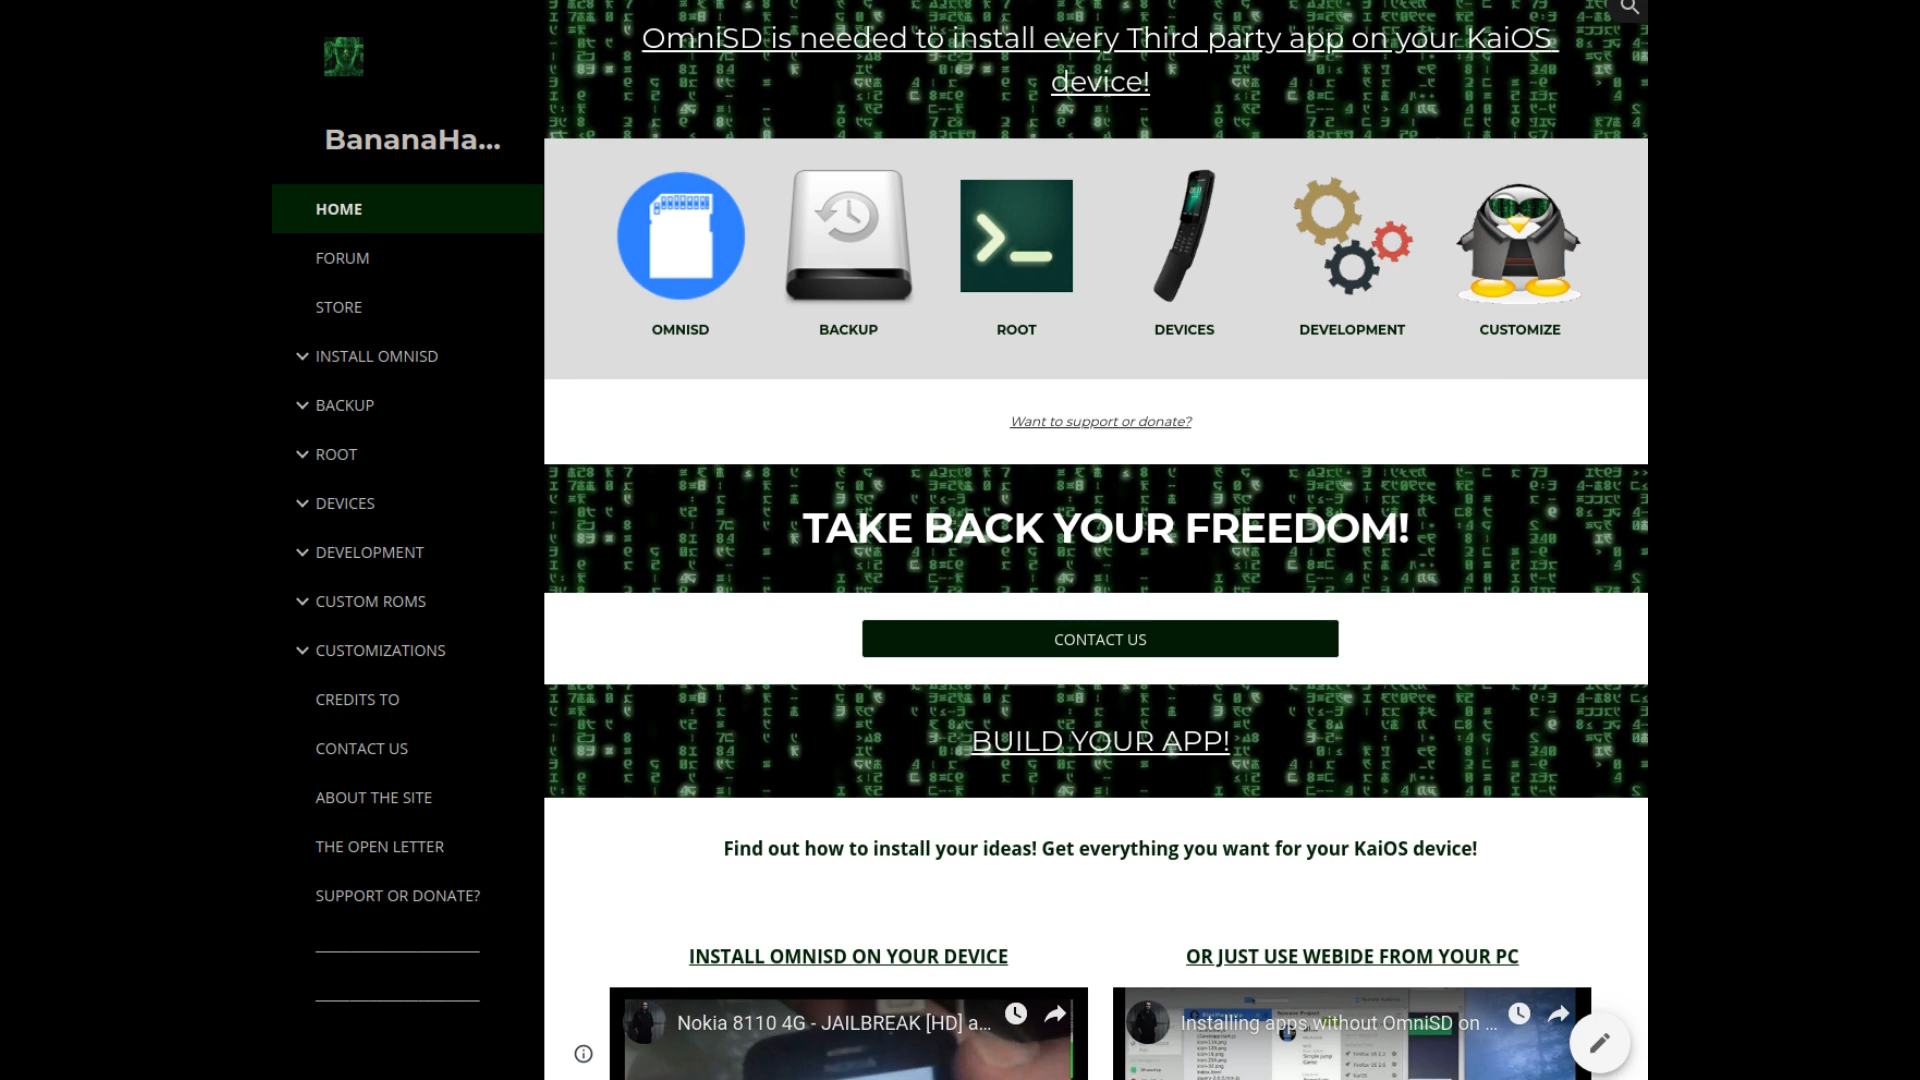 OmniSD is needed to install every Third party app on your KaiOS
device!
BananaHa...
HOME
FORUM
STORE
INSTALL OMNISD
BACKUP
ROOT
DEVICES
DEVELOPMENT
CUSTOM ROMS
CUSTOMIZATIONS
CREDITS TO
CONTACT US
ABOUT THE SITE
THE OPEN LETTER
SUPPORT OR DONATE?
OMNISD
BACKUP
ROOT
DEVICES
DEVELOPMENT
CUSTOMIZE
Want to support or donate?
TAKE BACK YOUR FREEDOM!
CONTACT US
BUILD YOUR APP!
Find out how to install your ideas! Get everything you want for your KaiOS device!
INSTALL OMNISD ON YOUR DEVICE
OR JUST USE WEBIDE FROM YOUR PC
Nokia 8110 4G - JAILBREAK [HD] a...
Installing apps without OmniSD on ...